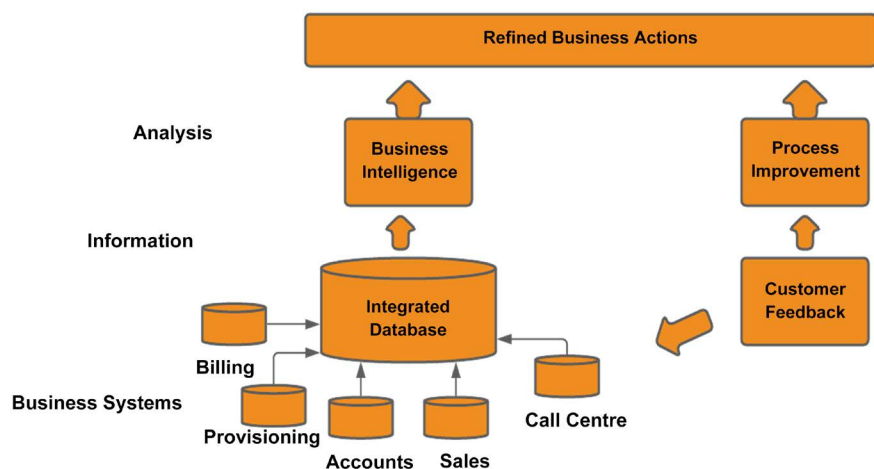 Refined Business Actions
Analysis
Business
Intelligence
Process
Improvement
Information
Integrated
Database
Customer
Feedback
Billing
Business Systems
Provisioning
Accounts
Sales
Call Centre